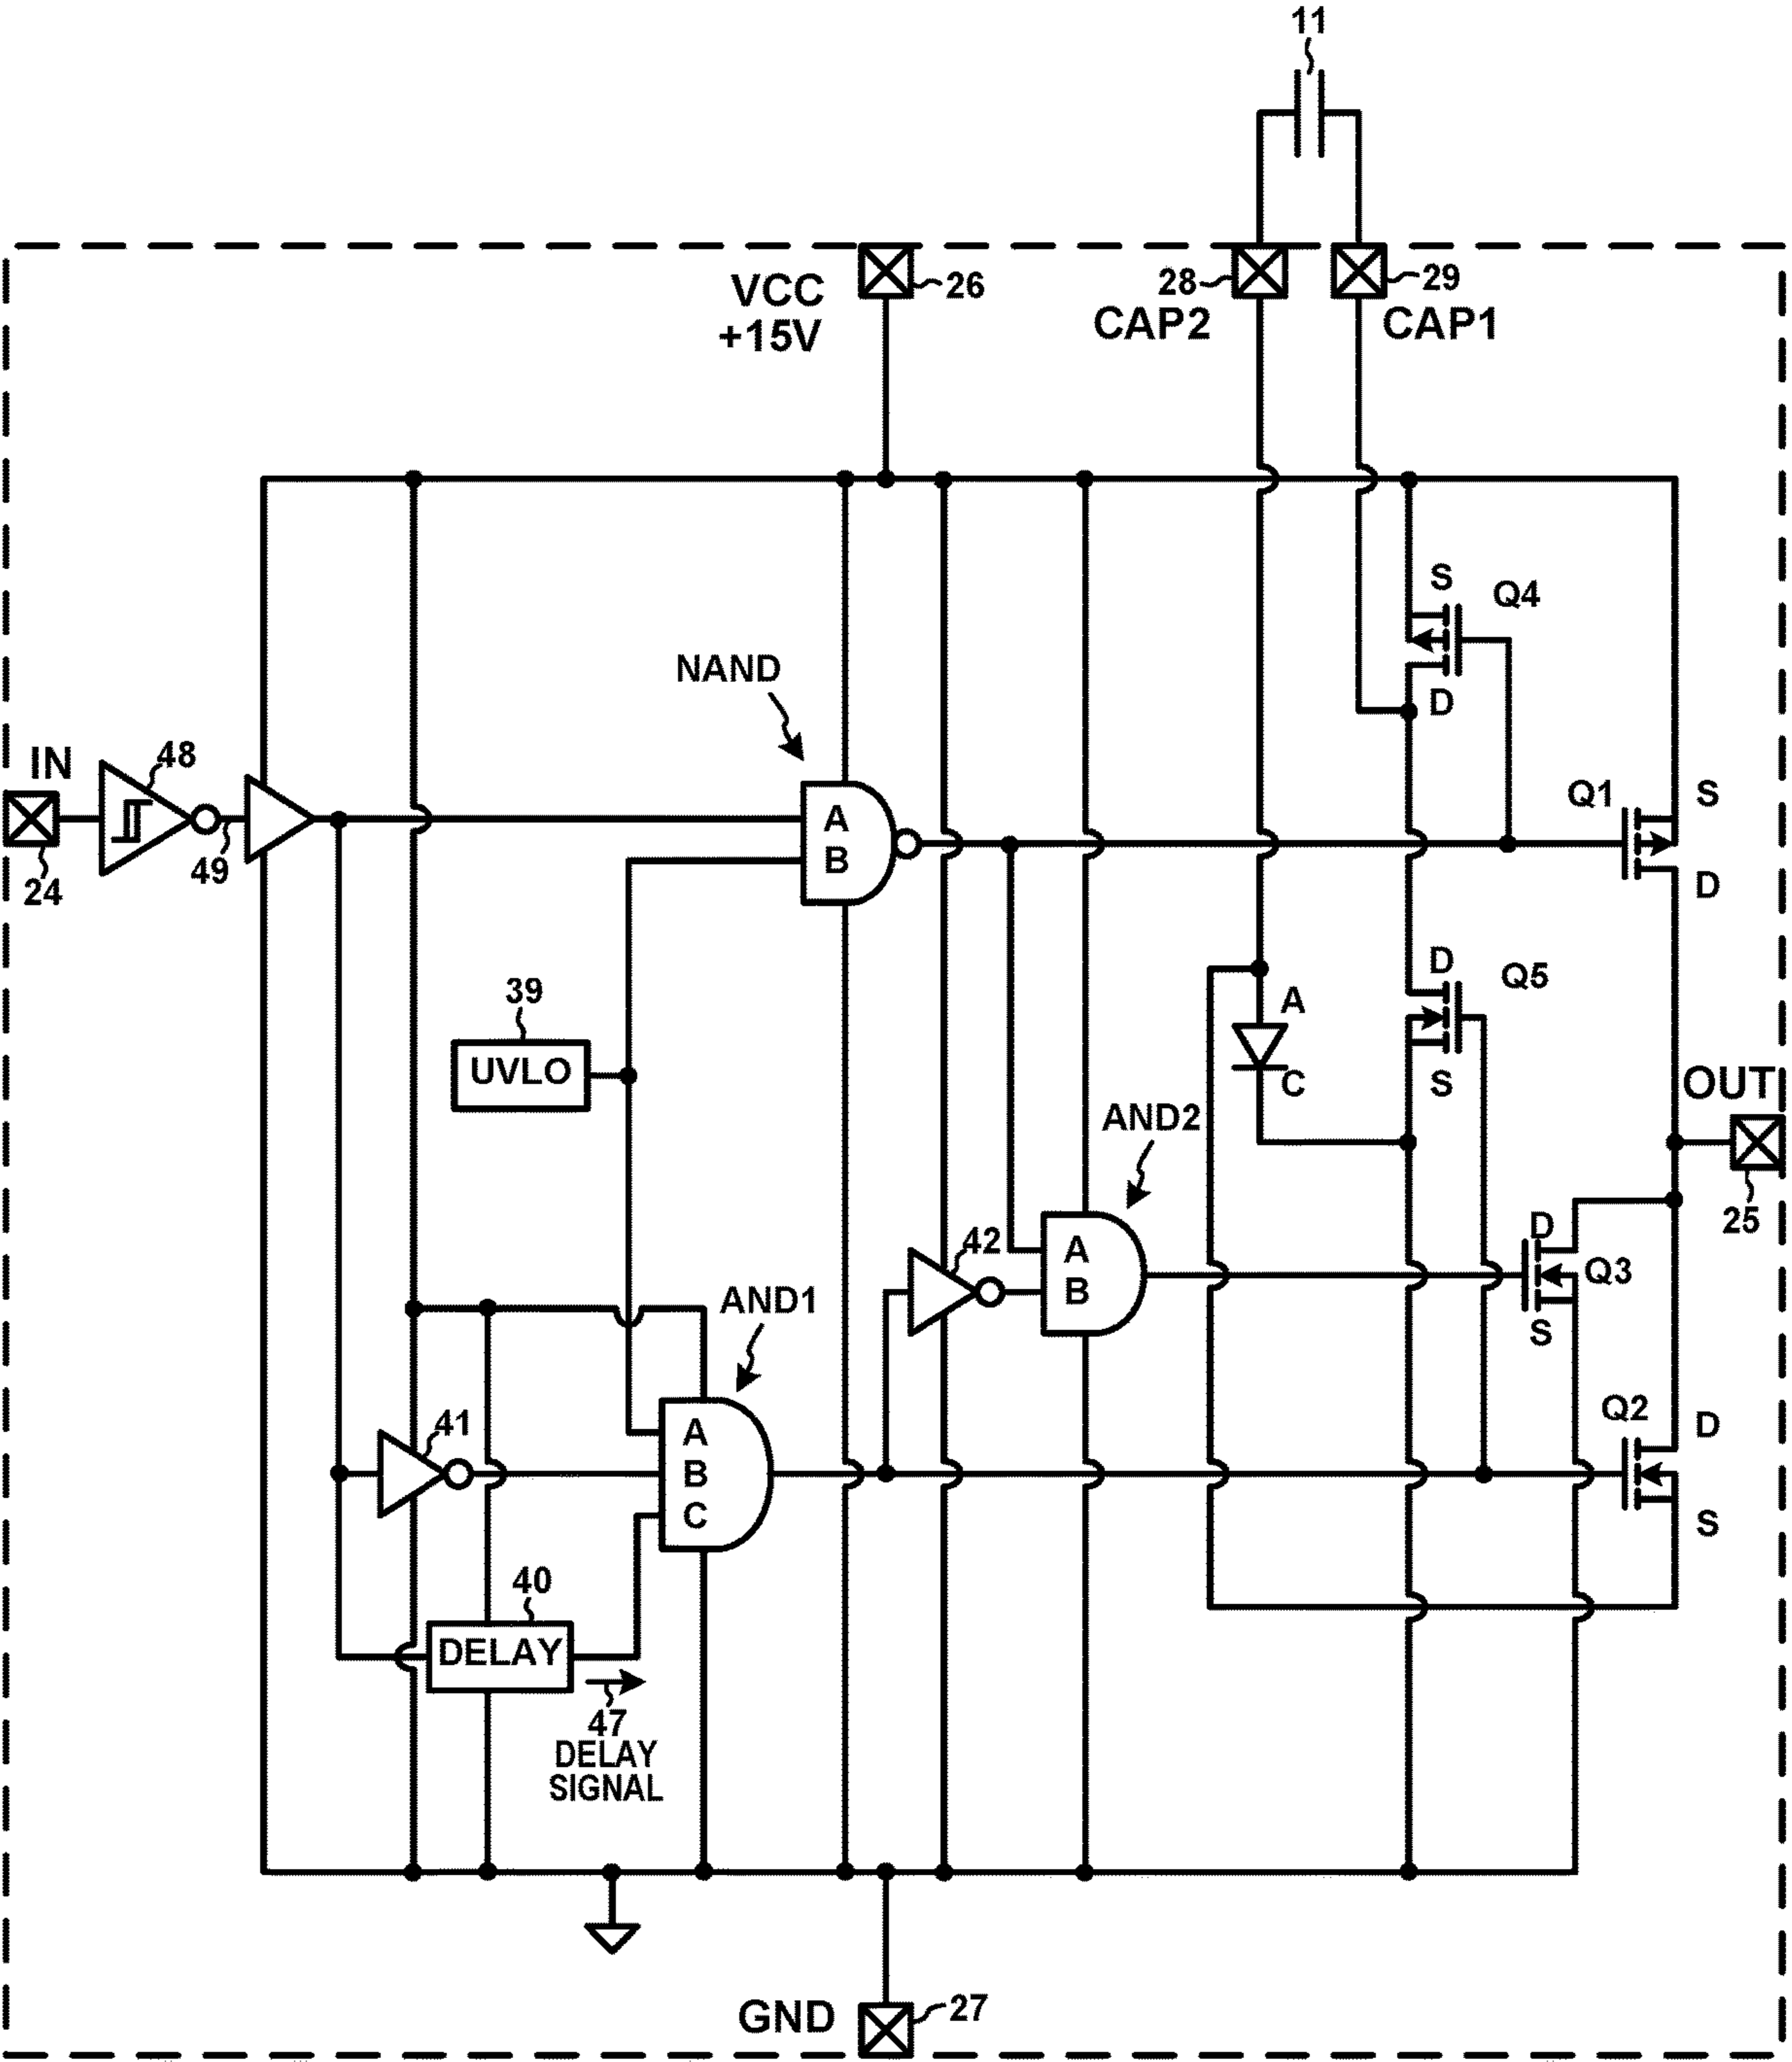 11
VCC
+15V
26
28
29
CAP2
CAP1
S
Q4
D
NAND
IN
48
49
24
A
B
Q1
S
D
39
UVLO
A
C
D
Q5
S
OUT
25
AND2
42
A
B
D
Q3
S
AND1
41
A
B
C
Q2
D
S
40
DELAY
47
DELAY
SIGNAL
GND
27